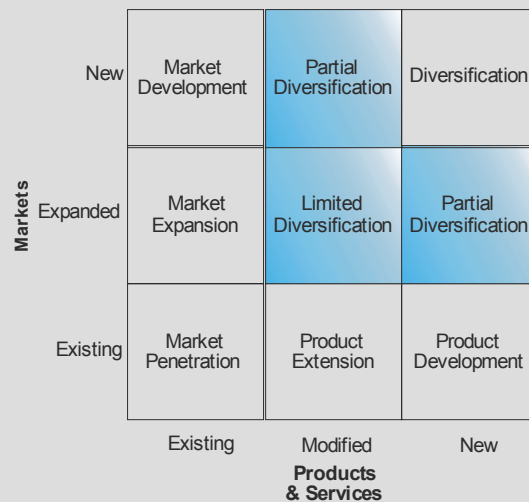 Markets
New
Market
Development
Partial
Diversification
Diversification
Expanded
Market
Expansion
Limited
Diversification
Partial
Diversification
Existing
Market
Penetration
Product
Extension
Product
Development
Existing
Modified
New
Products
& Services